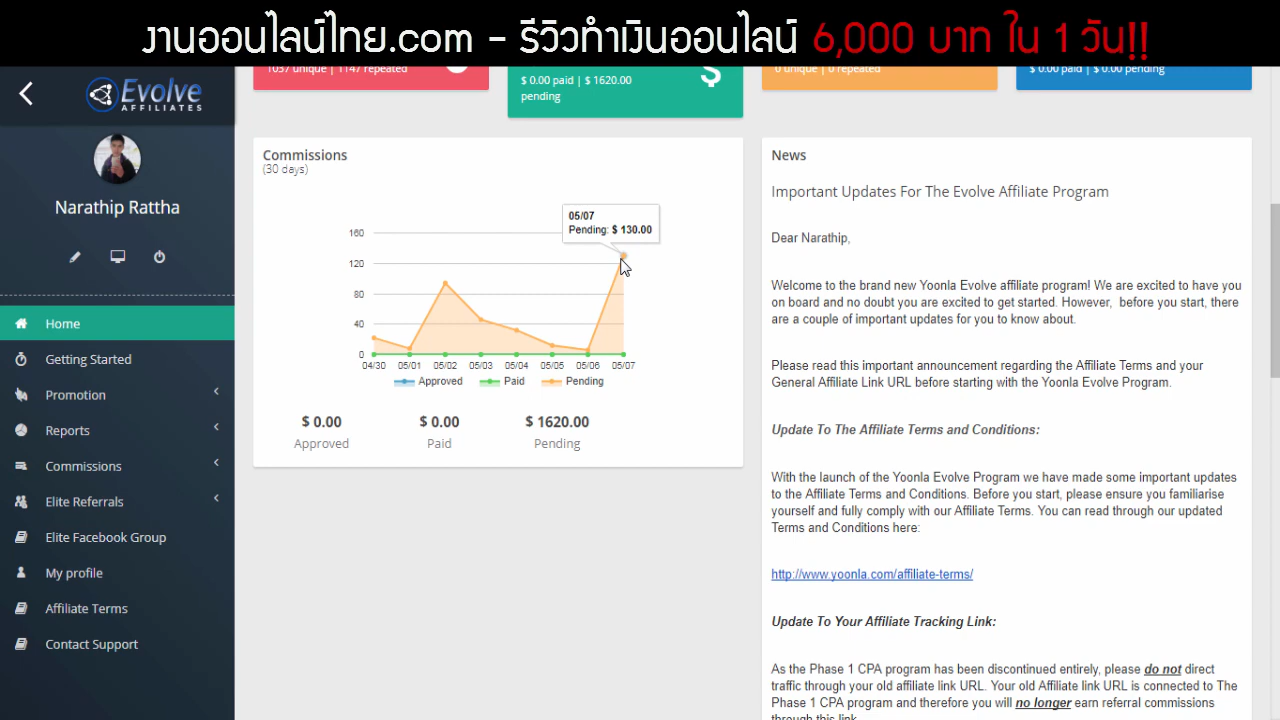 งานออนไลน์ไทย.com - รีวิวทำเงินออนไลน์ 6,000 บาท ใน 1 วัน!!
Evolve
AFFILIATES
Narathip Rattha
Home
Getting Started
Promotion
Reports
Commissions
Elite Referrals
Elite Facebook Group
My profile
Affiliate Terms
Contact Support
1037 unique | 1147 repeated
$ 0.00 paid | $ 1620.00
pending
$
0 unique | 0 repeated
$ 0.00 paid | $ 0.00 pending
Commissions
(30 days)
05/07
Pending: $ 130.00
160
120
80
40
0
04/30 05/01 05/02 05/03 05/04 05/05 05/06 05/07
Approved Paid Pending
$ 0.00 $ 0.00 $ 1620.00
Approved Paid Pending
News
Important Updates For The Evolve Affiliate Program
Dear Narathip,
Welcome to the brand new Yoonla Evolve affiliate program! We are excited to have you
on board and no doubt you are excited to get started. However, before you start, there
are a couple of important updates for you to know about.
Please read this important announcement regarding the Affiliate Terms and your
General Affiliate Link URL before starting with the Yoonla Evolve Program.
Update To The Affiliate Terms and Conditions:
With the launch of the Yoonla Evolve Program we have made some important updates
to the Affiliate Terms and Conditions. Before you start, please ensure you familiarise
yourself and fully comply with our Affiliate Terms. You can read through our updated
Terms and Conditions here:
http://www.yoonla.com/affiliate-terms/
Update To Your Affiliate Tracking Link:
As the Phase 1 CPA program has been discontinued entirely, please do not direct
traffic through your old affiliate link URL. Your old Affiliate link URL is connected to The
Phase 1 CPA program and therefore you will no longer earn referral commissions
through this link